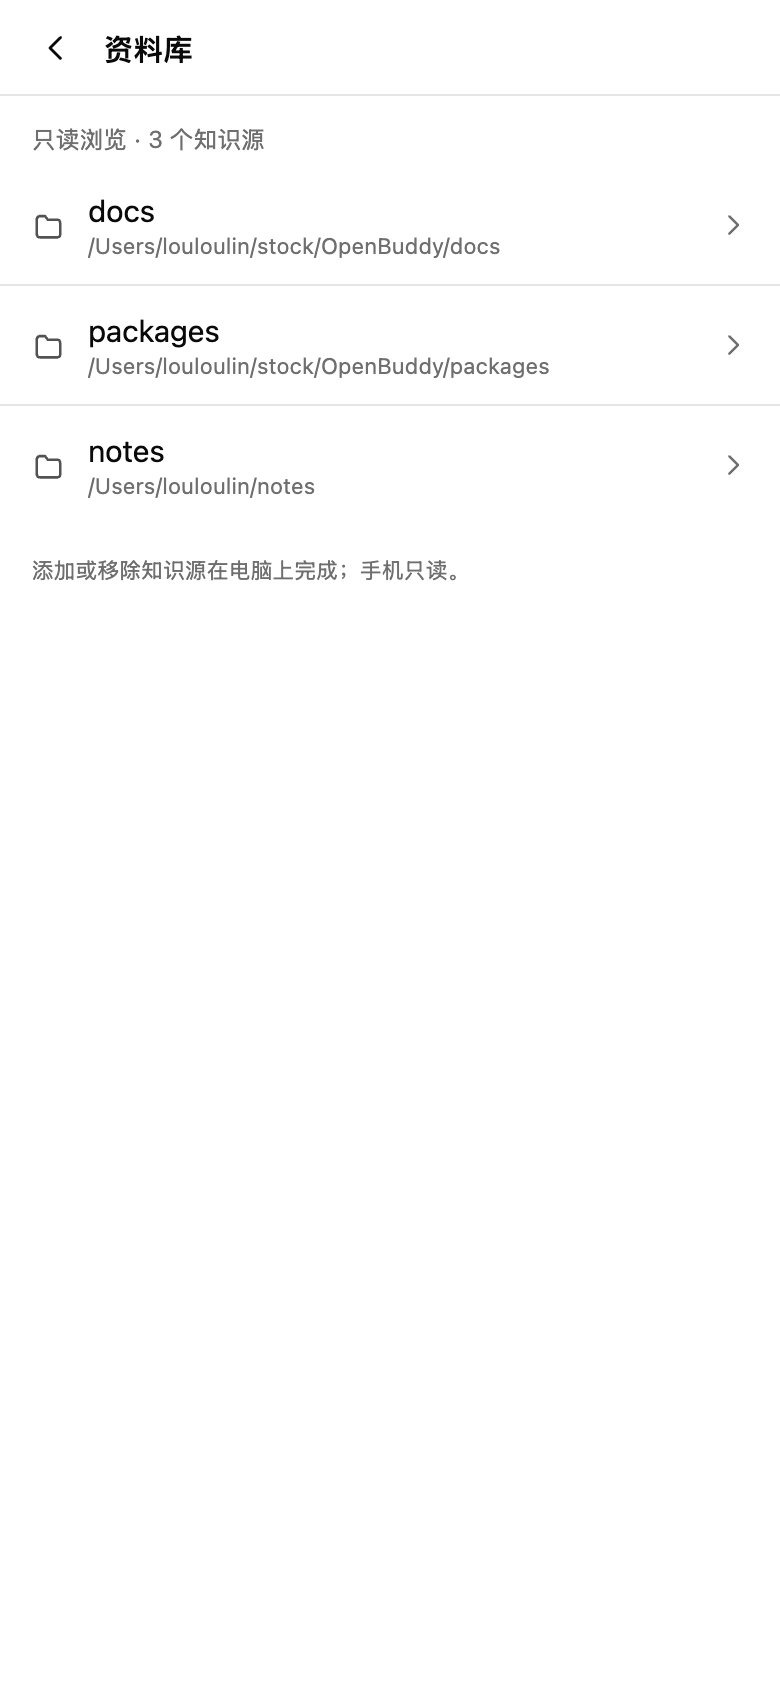 资料库
只读浏览 · 3 个知识源
docs
/Users/louloulin/stock/OpenBuddy/docs
packages
/Users/louloulin/stock/OpenBuddy/packages
notes
/Users/louloulin/notes
添加或移除知识源在电脑上完成；手机只读。